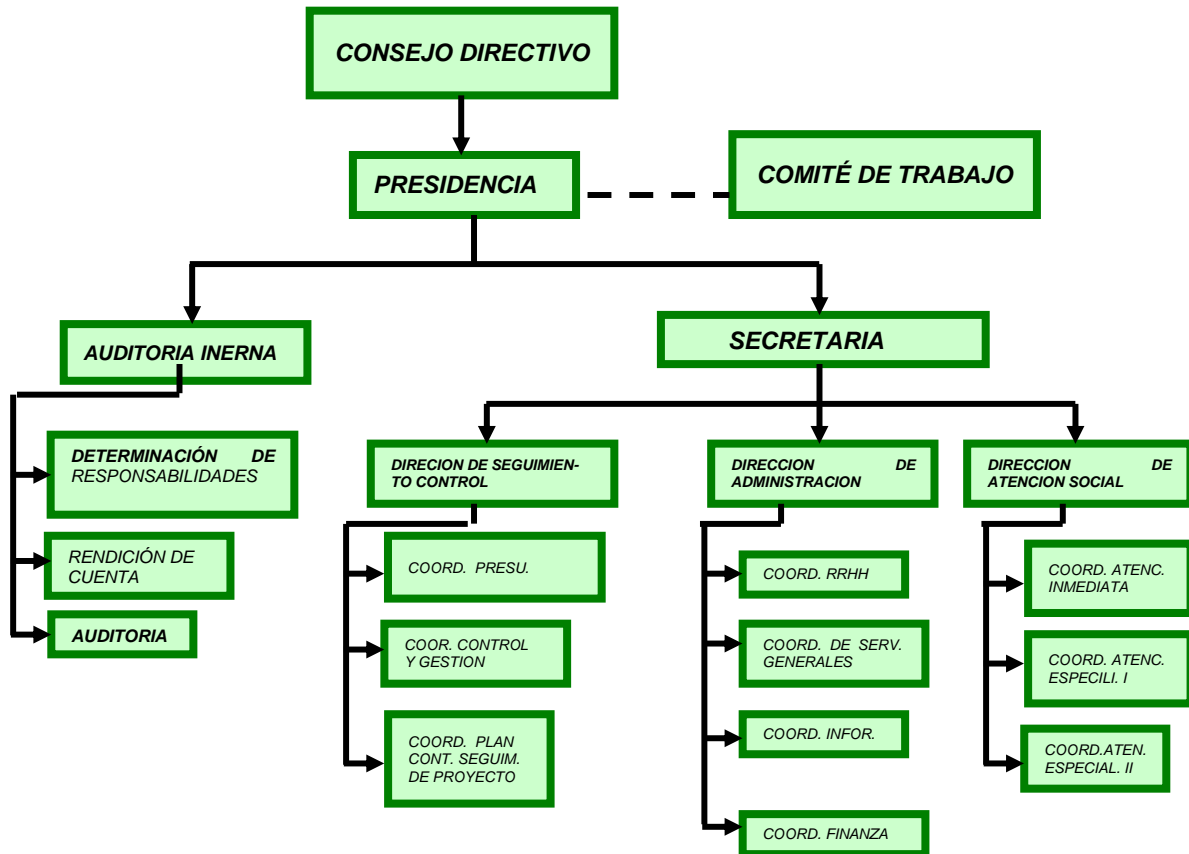 CONSEJO DIRECTIVO
PRESIDENCIA
COMITÉ DE TRABAJO
AUDITORIA INERNA
SECRETARIA
DETERMINACIÓN DE
RESPONSABILIDADES
RENDICIÓN DE
CUENTA
AUDITORIA
DIRECION DE SEGUIMIEN-
TO CONTROL
COORD. PRESU.
COOR. CONTROL
Y GESTION
COORD. PLAN
CONT. SEGUIM.
DE PROYECTO
DIRECCION DE
ADMINISTRACION
COORD. RRHH
COORD. DE SERV.
GENERALES
COORD. INFOR.
COORD. FINANZA
DIRECCION DE
ATENCION SOCIAL
COORD. ATENC.
INMEDIATA
COORD. ATENC.
ESPECILI. I
COORD.ATEN.
ESPECIAL. II